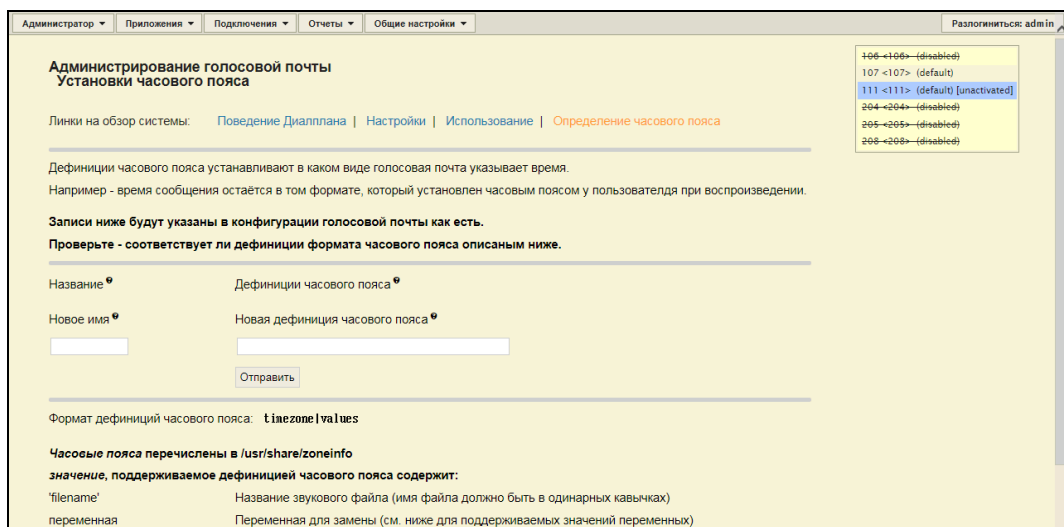 Администратор Приложения Подключения Отчеты Общие настройки Разлогиниться: admin
106 <106> (disabled)
107 <107> (default)
111 <111> (default) [unactivated]
204 <204> (disabled)
205 <205> (disabled)
208 <208> (disabled)
Администрирование голосовой почты
Установки часового пояса
Линки на обзор системы: Поведение Диалплана | Настройки | Использование | Определение часового пояса
Дефиниции часового пояса устанавливают в каком виде голосовая почта указывает время.
Например - время сообщения остаётся в том формате, который установлен часовым поясом у пользователдя при воспроизведении.
Записи ниже будут указаны в конфигурации голосовой почты как есть.
Проверьте - соответствует ли дефиниции формата часового пояса описаным ниже.
Название Дефиниции часового пояса
Новое имя Новая дефиниция часового пояса
Отправить
Формат дефиниций часового пояса: timezone|values
Часовые пояса перечислены в /usr/share/zoneinfo
значение, поддерживаемое дефиницией часового пояса содержит:
'filename' Название звукового файла (имя файла должно быть в одинарных кавычках)
переменная Переменная для замены (см. ниже для поддерживаемых значений переменных)